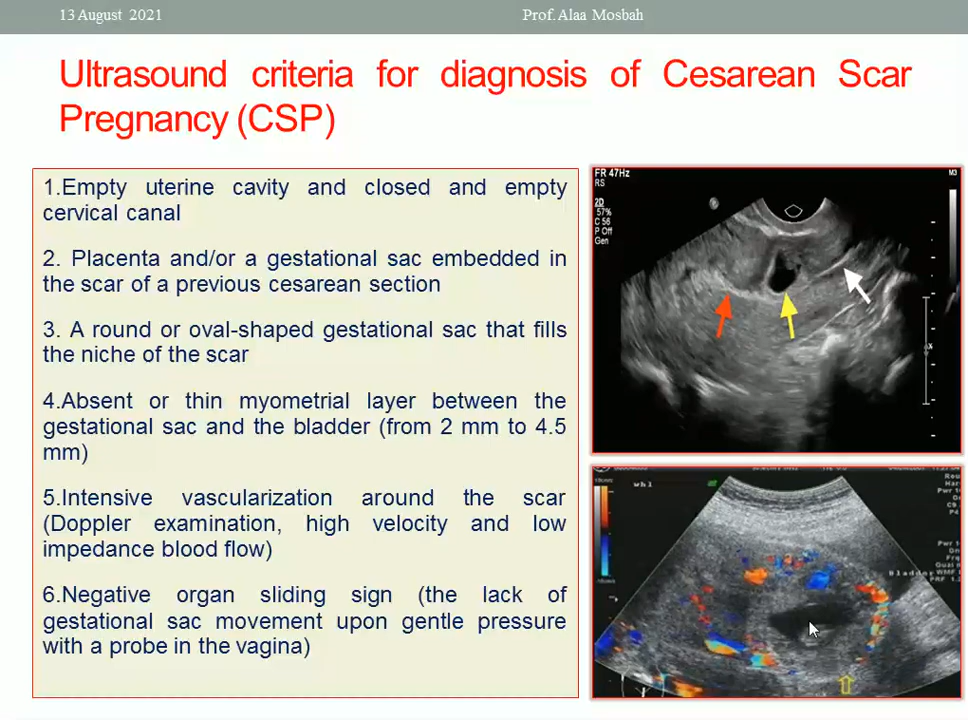 13 August 2021
Prof. Alaa Mosbah
Ultrasound criteria for diagnosis of Cesarean Scar
Pregnancy (CSP)
1.Empty uterine cavity and closed and empty
cervical canal
2. Placenta and/or a gestational sac embedded in
the scar of a previous cesarean section
3. A round or oval-shaped gestational sac that fills
the niche of the scar
4.Absent or thin myometrial layer between the
gestational sac and the bladder (from 2 mm to 4.5
mm)
5.Intensive vascularization around the scar
(Doppler examination, high velocity and low
impedance blood flow)
6.Negative organ sliding sign (the lack of
gestational sac movement upon gentle pressure
with a probe in the vagina)
FR 47Hz
RS
2D
57%
C 56
P Off
Gen
M3
x
Bladder